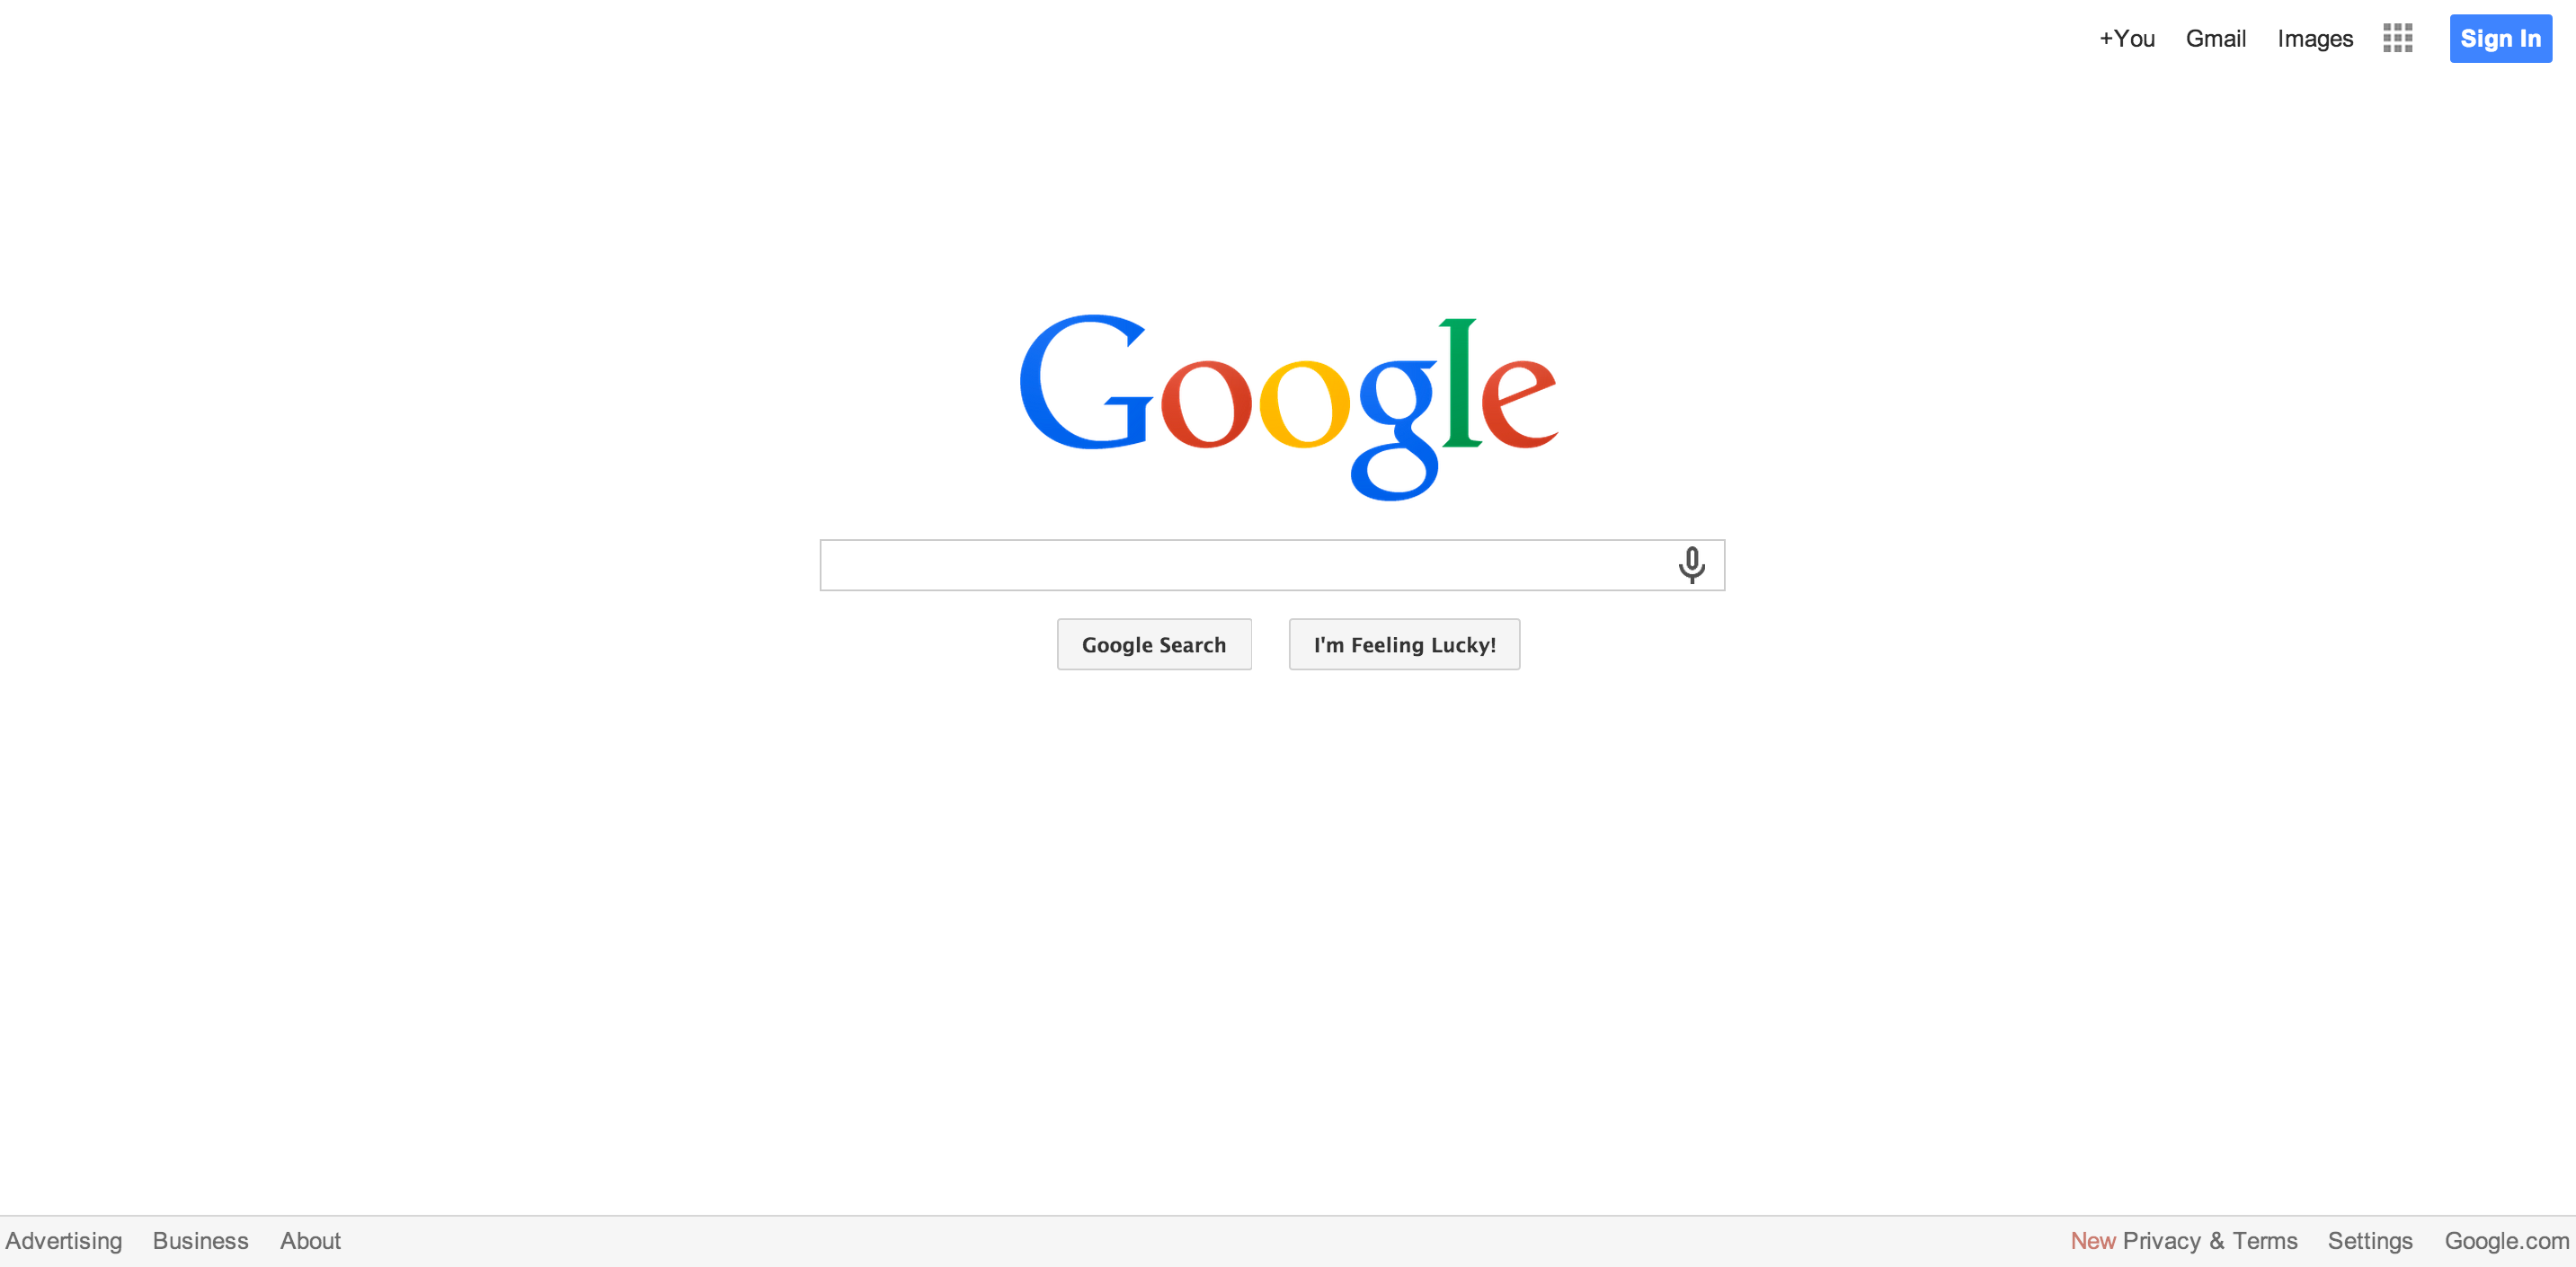 +You Gmail Images Sign In
Google
Google Search I'm Feeling Lucky!
Advertising Business About New Privacy & Terms Settings Google.com